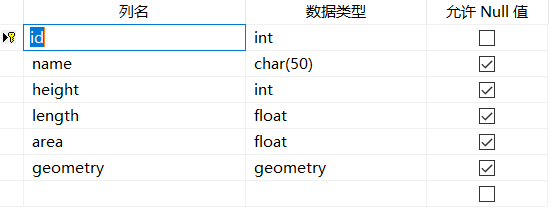 列名 数据类型 允许 Null 值
id int
name char(50)
height int
length float
area float
geometry geometry